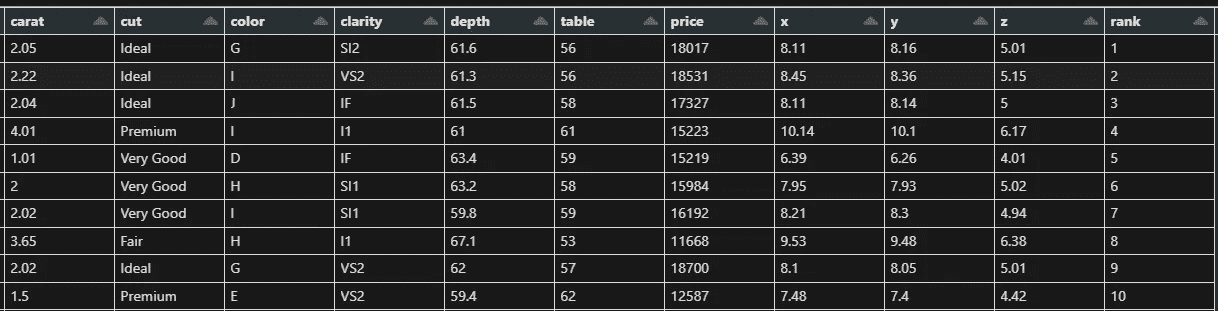 carat cut color clarity depth table price x y z rank
2.05 Ideal G SI2 61.6 56 18017 8.11 8.16 5.01 1
2.22 Ideal I VS2 61.3 56 18531 8.45 8.36 5.15 2
2.04 Ideal J IF 61.5 58 17327 8.11 8.14 5 3
4.01 Premium I I1 61 61 15223 10.14 10.1 6.17 4
1.01 Very Good D IF 63.4 59 15219 6.39 6.26 4.01 5
2 Very Good H SI1 63.2 58 15984 7.95 7.93 5.02 6
2.02 Very Good I SI1 59.8 59 16192 8.21 8.3 4.94 7
3.65 Fair H I1 67.1 53 11668 9.53 9.48 6.38 8
2.02 Ideal G VS2 62 57 18700 8.1 8.05 5.01 9
1.5 Premium E VS2 59.4 62 12587 7.48 7.4 4.42 10